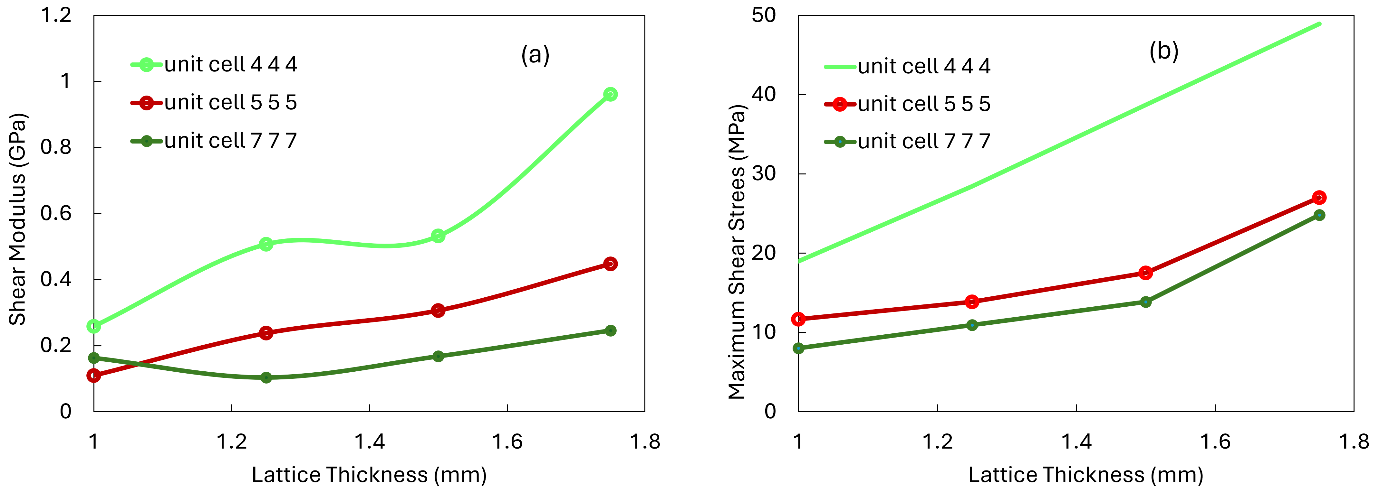 1.2
1
0.8
0.6
0.4
0.2
0
Shear Modulus (GPa)
unit cell 4 4 4
unit cell 5 5 5
unit cell 7 7 7
(a)
1
1.2
1.4
1.6
1.8
Lattice Thickness (mm)
50
40
30
20
10
0
Maximum Shear Strees (MPa)
unit cell 4 4 4
unit cell 5 5 5
unit cell 7 7 7
(b)
1
1.2
1.4
1.6
1.8
Lattice Thickness (mm)